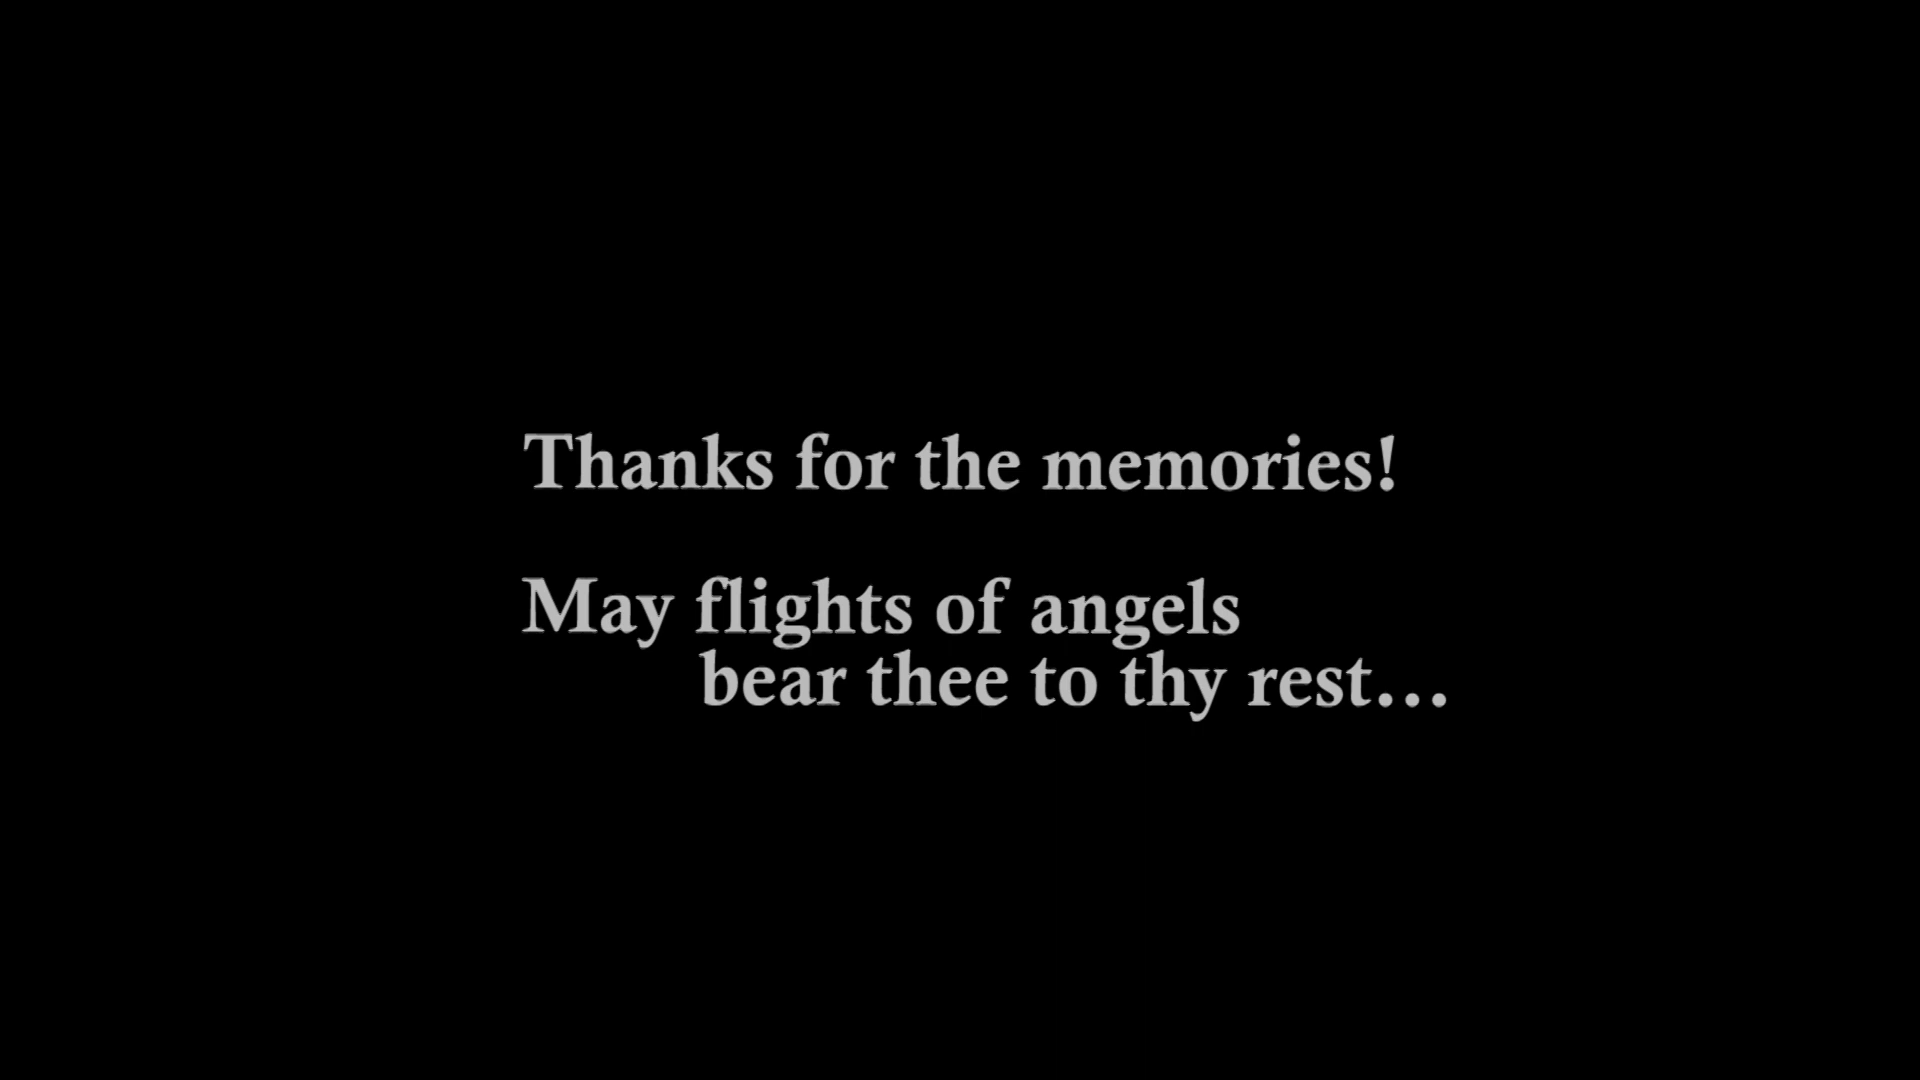 Thanks for the memories!
May flights of angels
bear thee to thy rest...